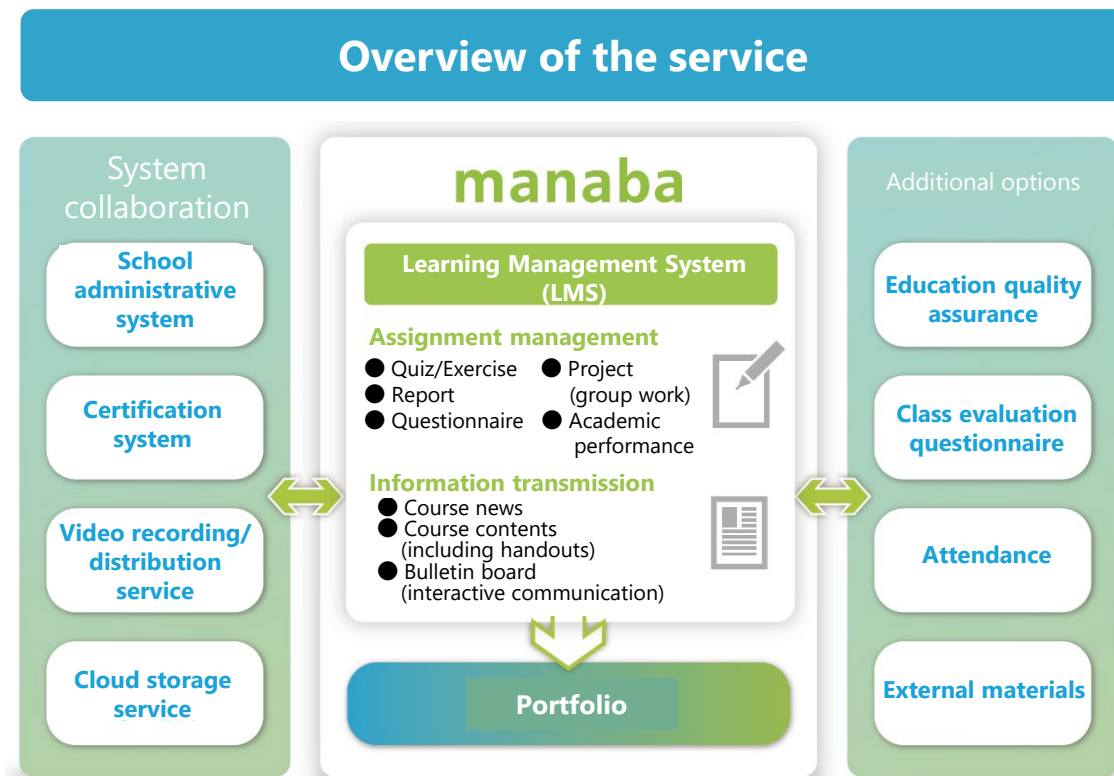 Overview of the service
System
collaboration
School
administrative
system
Certification
system
Video recording/
distribution
service
Cloud storage
service
manaba
Learning Management System
(LMS)
Assignment management
● Quiz/Exercise
● Report
● Questionnaire
● Project
(group work)
● Academic
performance
Information transmission
● Course news
● Course contents
(including handouts)
● Bulletin board
(interactive communication)
Portfolio
Additional options
Education quality
assurance
Class evaluation
questionnaire
Attendance
External materials